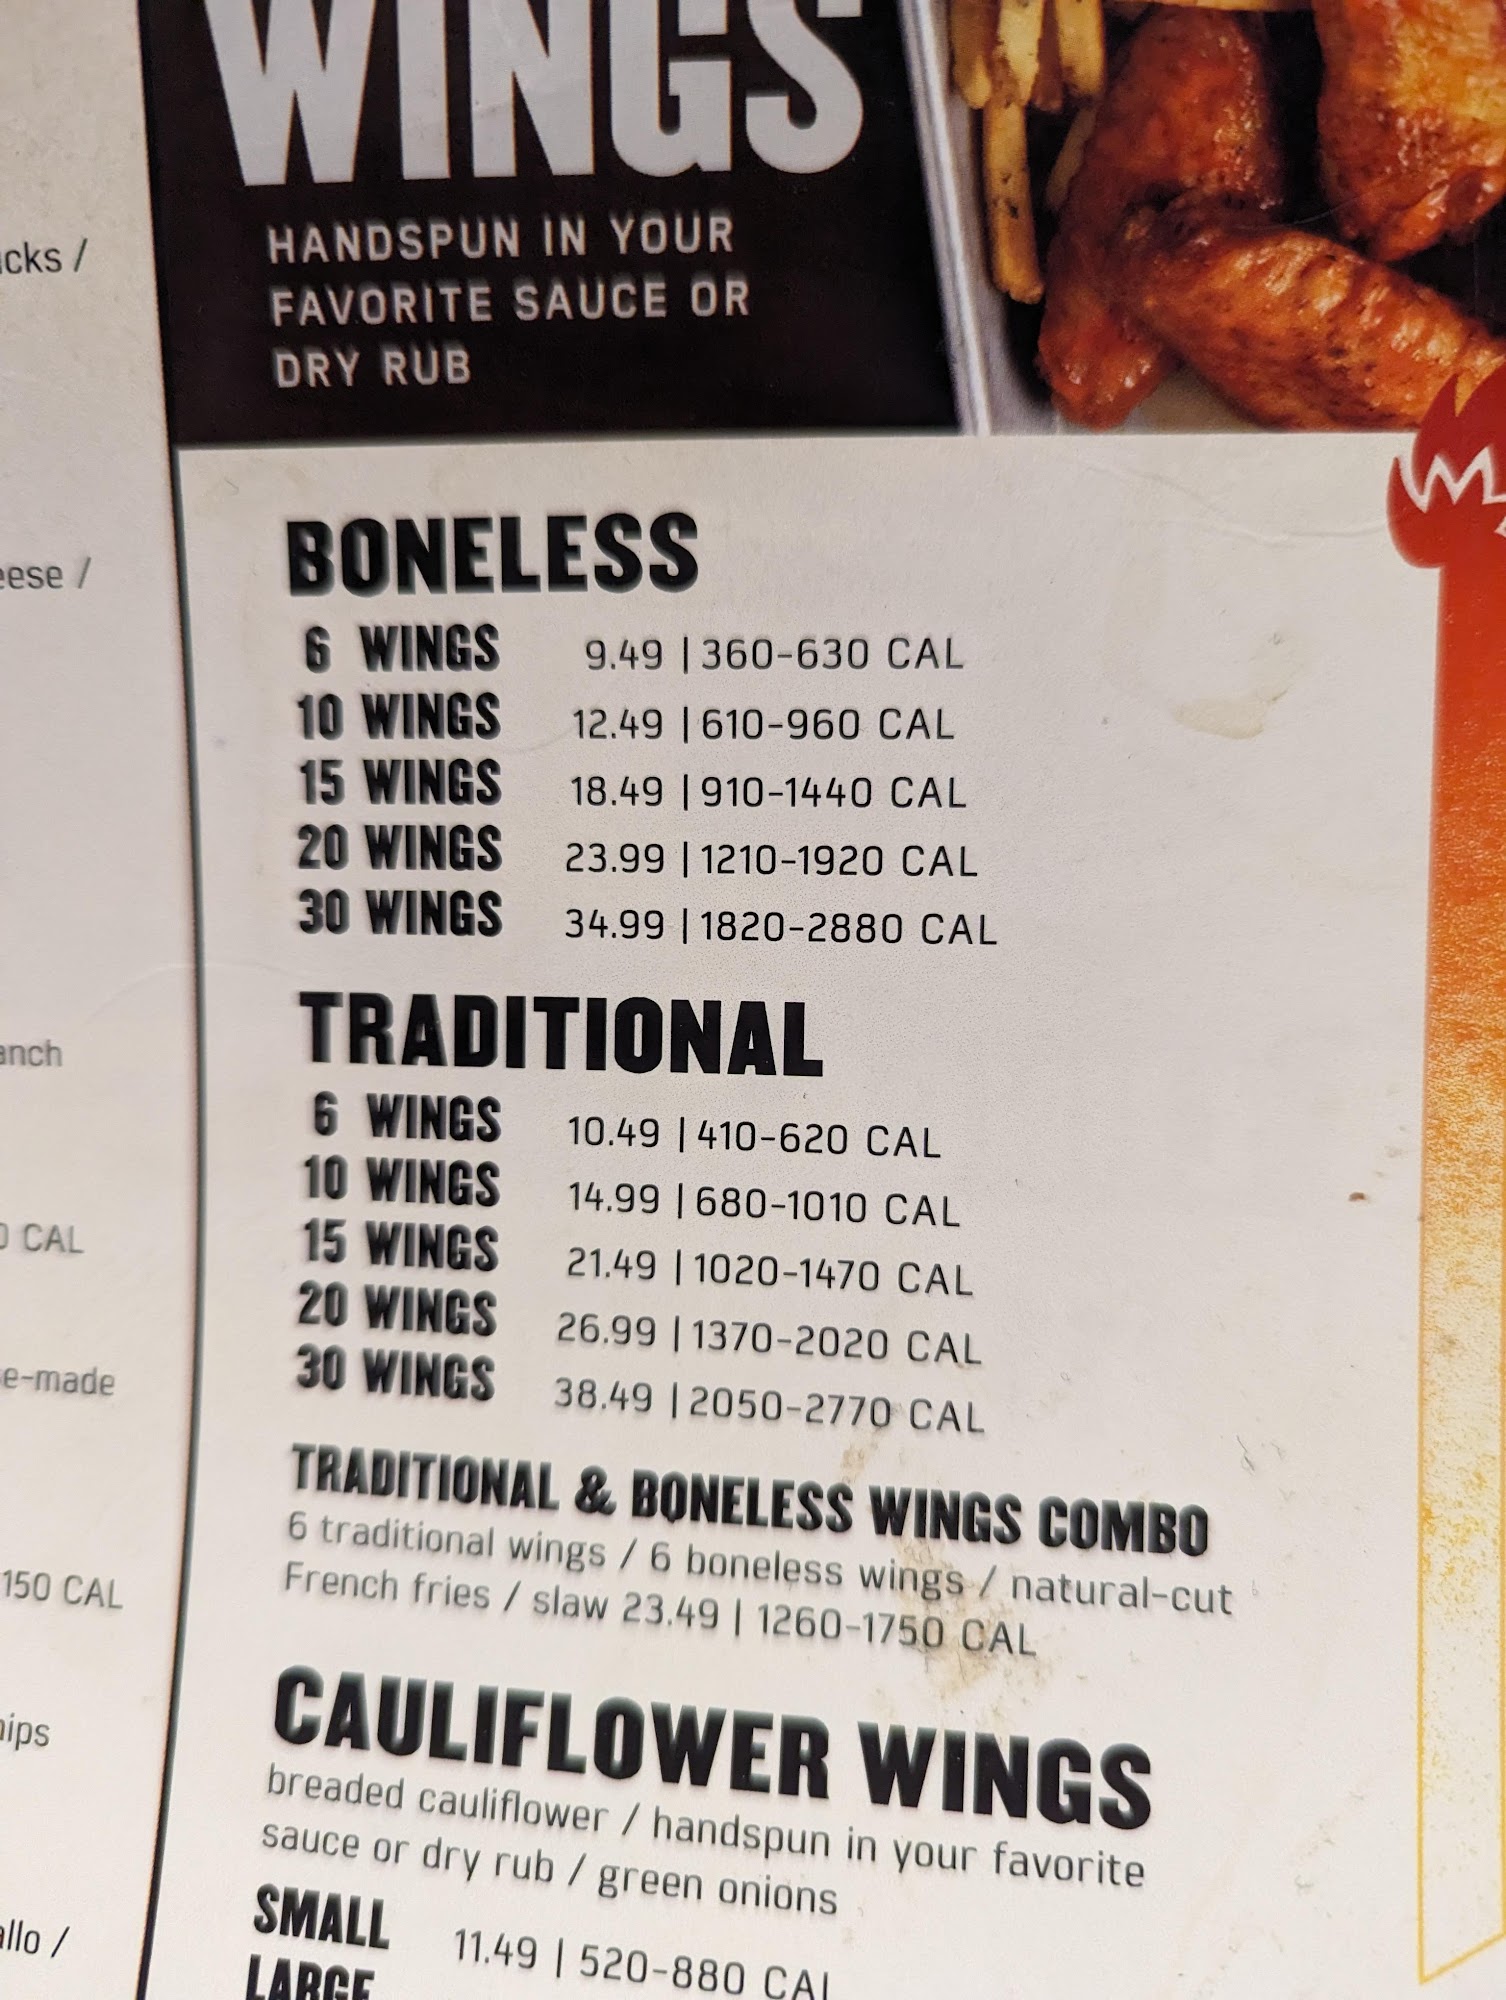 WINGS
HANDSPUN IN YOUR
FAVORITE SAUCE OR
DRY RUB
BONELESS
6 WINGS 9.49 | 360-630 CAL
10 WINGS 12.49 | 610-960 CAL
15 WINGS 18.49 | 910-1440 CAL
20 WINGS 23.99 | 1210-1920 CAL
30 WINGS 34.99 | 1820-2880 CAL
TRADITIONAL
6 WINGS 10.49 | 410-620 CAL
10 WINGS 14.99 | 680-1010 CAL
15 WINGS 21.49 | 1020-1470 CAL
20 WINGS 26.99 | 1370-2020 CAL
30 WINGS 38.49 | 2050-2770 CAL
TRADITIONAL & BONELESS WINGS COMBO
6 traditional wings / 6 boneless wings / natural-cut
French fries / slaw 23.49 | 1260-1750 CAL
CAULIFLOWER WINGS
breaded cauliflower / handspun in your favorite
sauce or dry rub / green onions
SMALL 11.49 | 520-880 CAL
LARGE
cks /
eese /
anch
0 CAL
e-made
150 CAL
hips
allo /